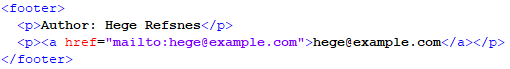 <footer>
  <p>Author: Hege Refsnes</p>
  <p><a href="mailto:hege@example.com">hege@example.com</a></p>
</footer>